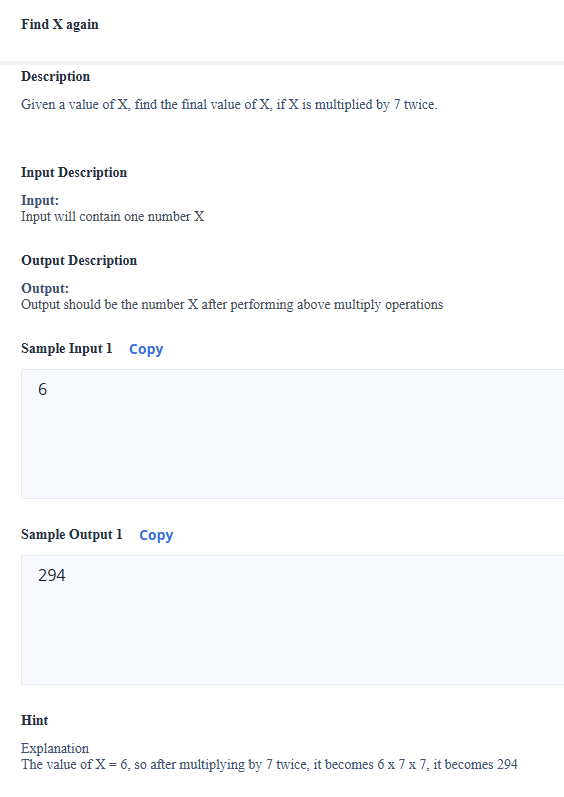 Find X again
Description
Given a value of X, find the final value of X, if X is multiplied by 7 twice.
Input Description
Input:
Input will contain one number X
Output Description
Output:
Output should be the number X after performing above multiply operations
Sample Input 1 Copy
6
Sample Output 1 Copy
294
Hint
Explanation
The value of X = 6, so after multiplying by 7 twice, it becomes 6 x 7 x 7, it becomes 294